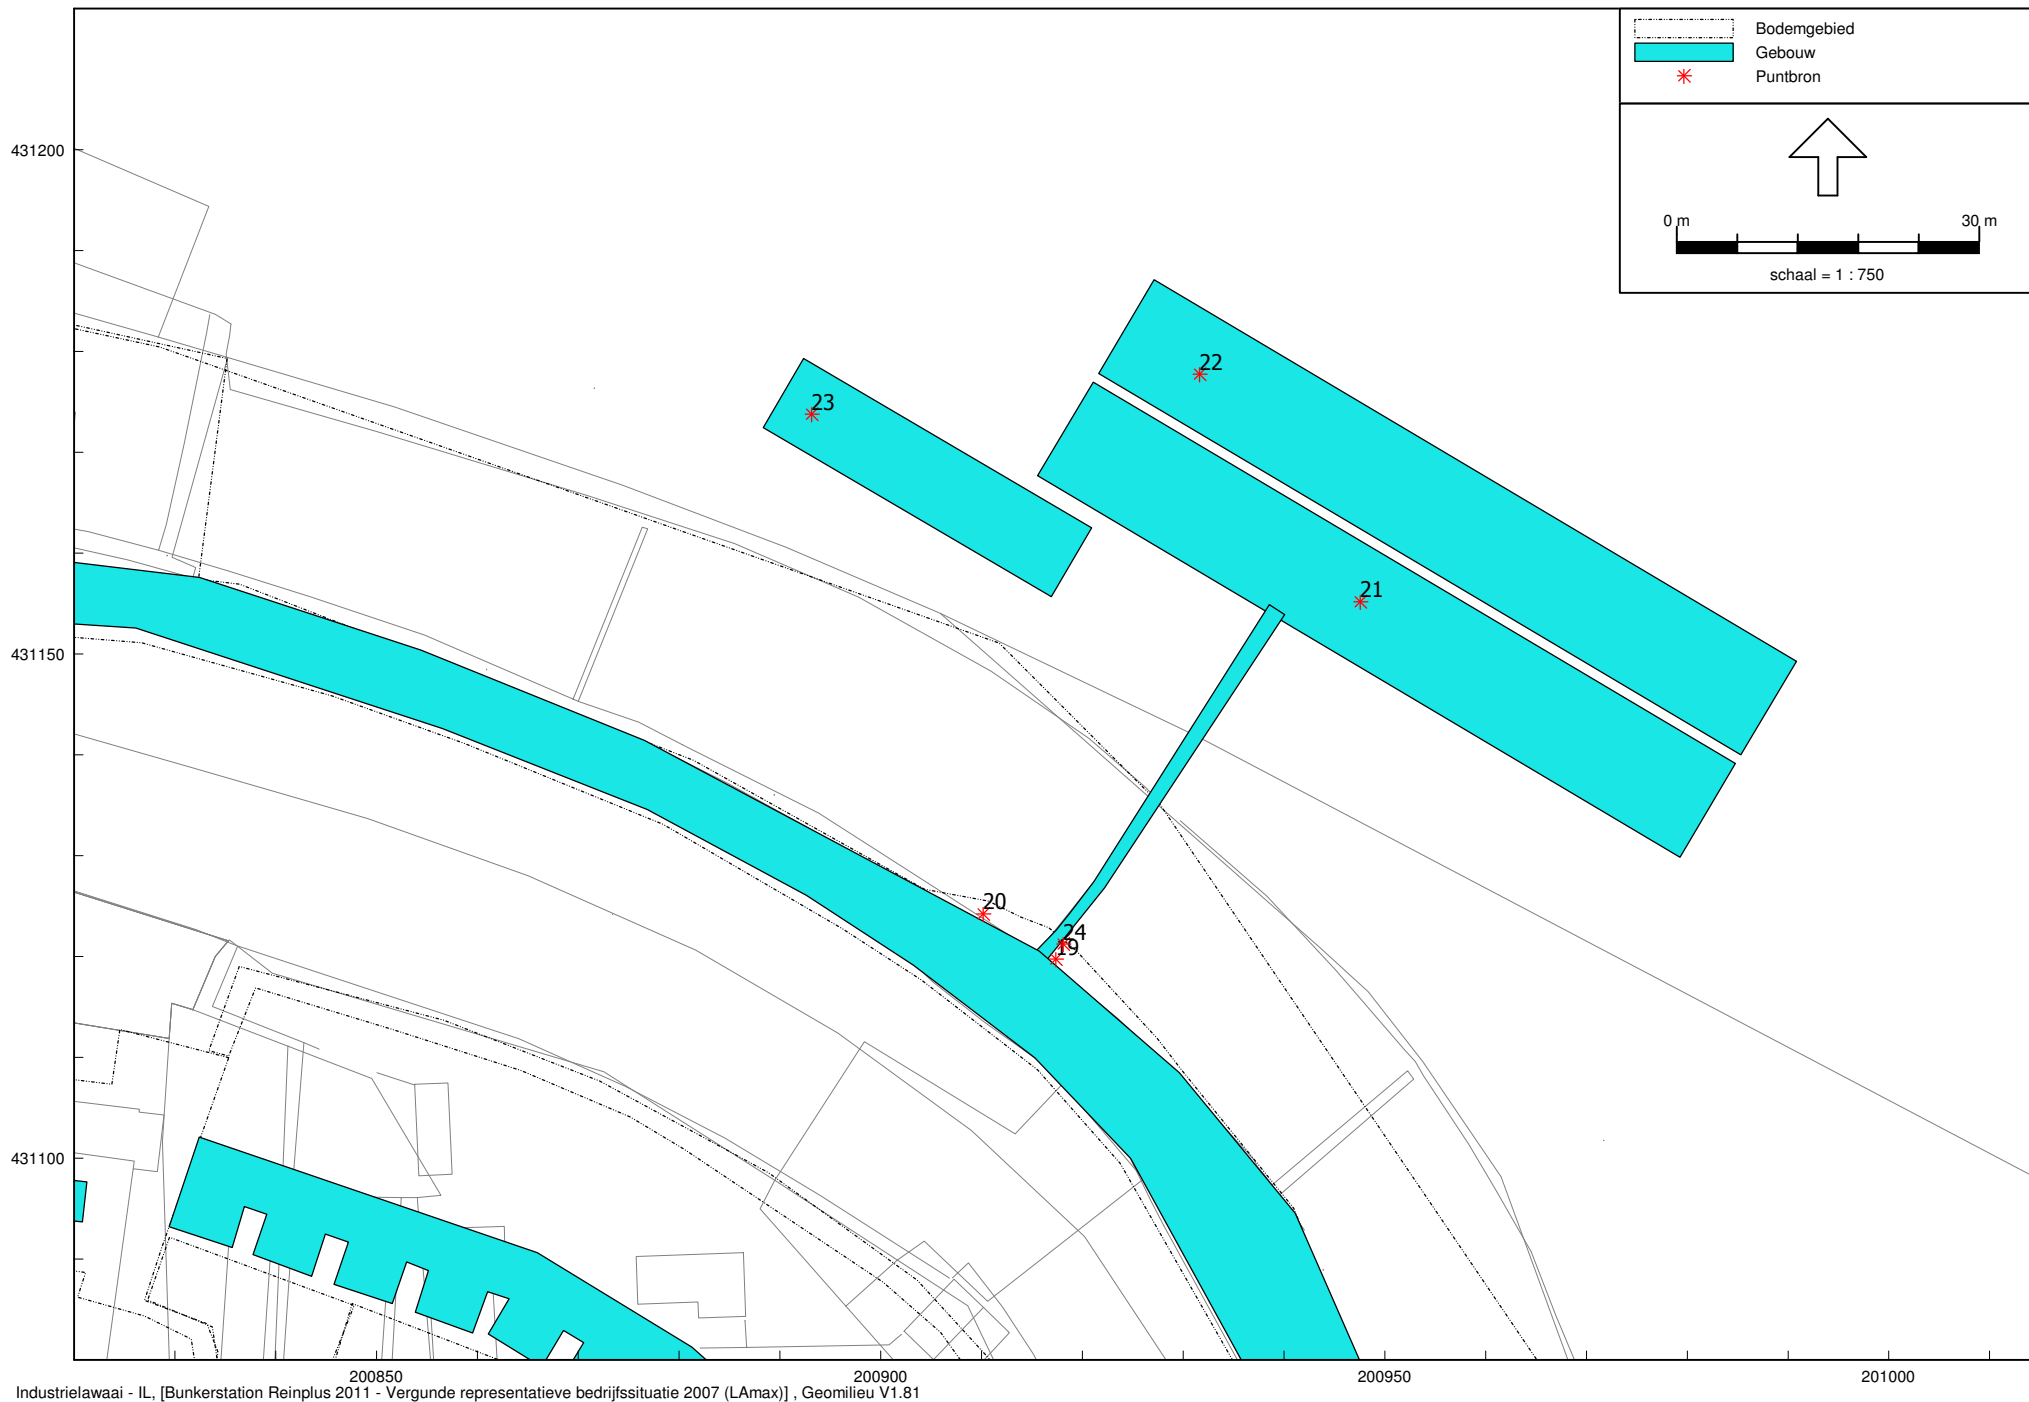 Bodemgebied
Gebouw
Puntbron
0 m 30 m
schaal = 1 : 750
431200
431150
431100
22
23
21
20
24
19
200850 200900 200950 201000
Industrielawaai - IL, [Bunkerstation Reinplus 2011 - Vergunde representatieve bedrijfssituatie 2007 (LAmax)] , Geomilieu V1.81